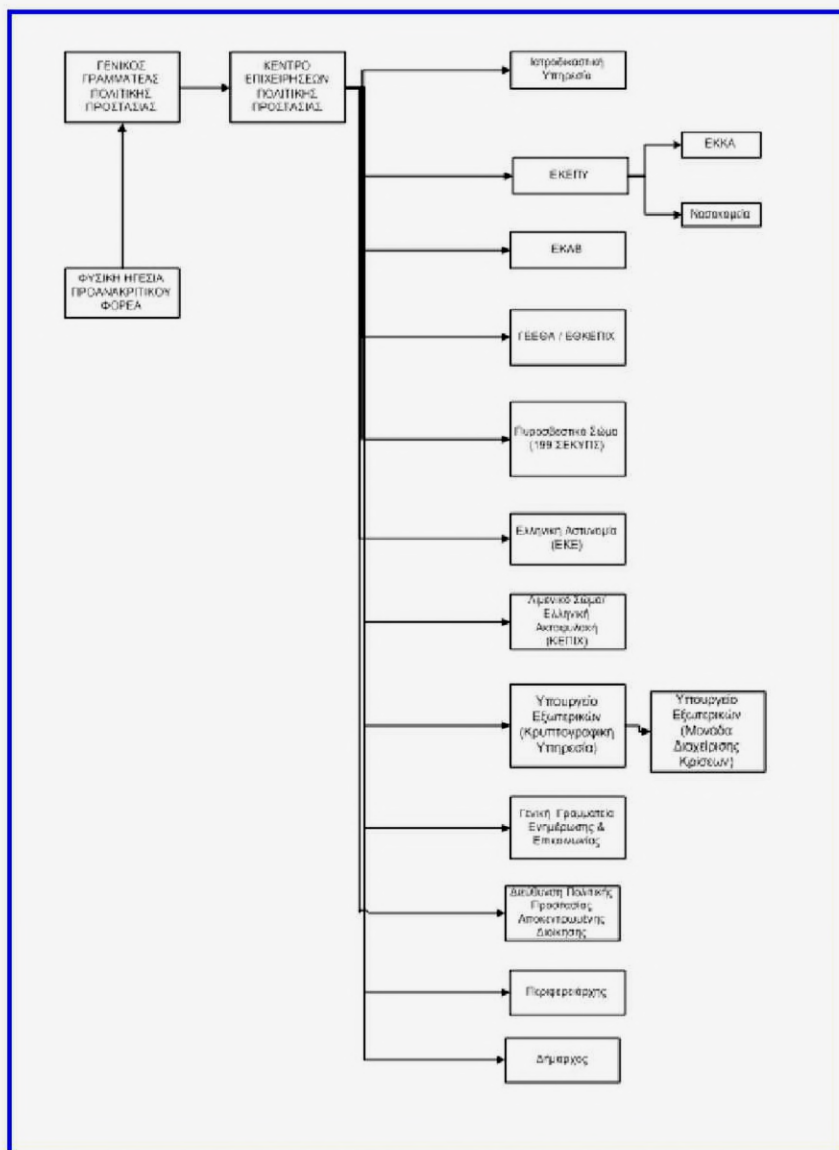 ΓΕΝΙΚΟΣ
ΓΡΑΜΜΑΤΕΑΣ
ΠΟΛΙΤΙΚΗΣ
ΠΡΟΣΤΑΣΙΑΣ
ΚΕΝΤΡΟ
ΕΠΙΧΕΙΡΗΣΕΩΝ
ΠΟΛΙΤΙΚΗΣ
ΠΡΟΣΤΑΣΙΑΣ
ΦΥΣΙΚΗ ΗΓΕΣΙΑ
ΠΡΟΑΝΑΚΡΙΤΙΚΟΥ
ΦΟΡΕΑ
Ιατροδικαστική
Υπηρεσία
ΕΚΕΠΥ
ΕΚΚΑ
Νοσοκομεία
ΕΚΑΒ
ΓΕΕΘΑ / ΕΘΚΕΠΙΧ
Πυροσβεστικό Σώμα
(199 ΣΕΚΥΠΣ)
Ελληνική Αστυνομία
(ΕΚΕ)
Λιμενικό Σώμα/
Ελληνική
Ακτοφυλακή
(ΚΕΠΙΧ)
Υπουργείο
Εξωτερικών
(Κρυπτογραφική
Υπηρεσία)
Υπουργείο
Εξωτερικών
(Μονάδα
Διαχείρισης
Κρίσεων)
Γενική Γραμματεία
Ενημέρωσης &
Επικοινωνίας
Διεύθυνση Πολιτικής
Προστασίας
Αποκεντρωμένης
Διοίκησης
Περιφερειάρχης
Δήμαρχος